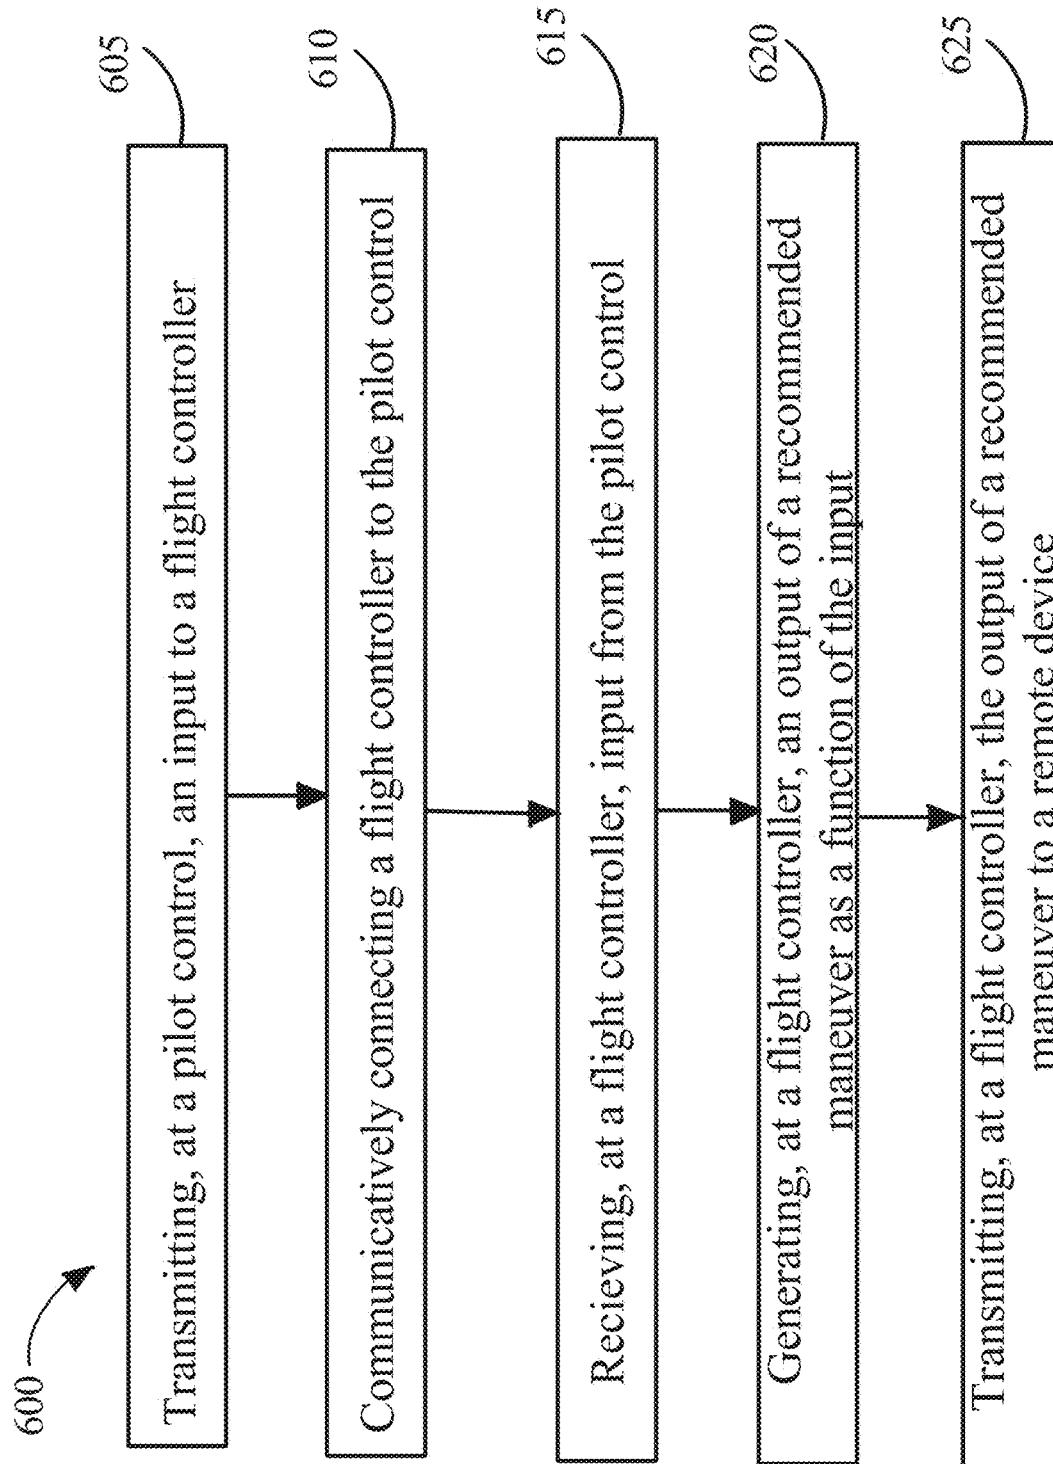 600
Transmitting, at a pilot control, an input to a flight controller
605
Communicatively connecting a flight controller to the pilot control
610
Recieving, at a flight controller, input from the pilot control
615
Generating, at a flight controller, an output of a recommended
maneuver as a function of the input
620
Transmitting, at a flight controller, the output of a recommended
maneuver to a remote device
625